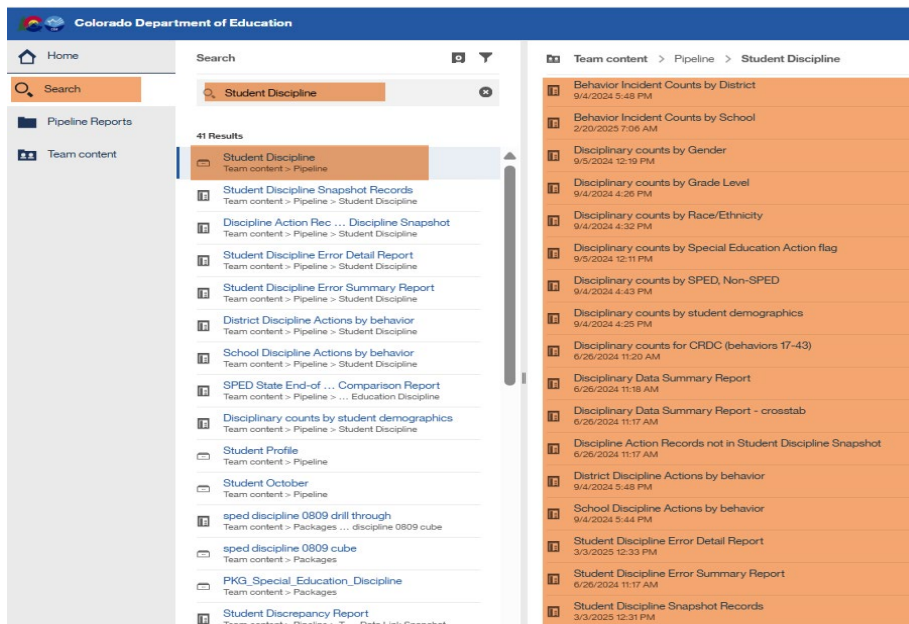 Colorado Department of Education
Home
Search
Pipeline Reports
Team content
Search
Student Discipline
41 Results
Student Discipline
Team content > Pipeline
Student Discipline Snapshot Records
Team content > Pipeline > Student Discipline
Discipline Action Rec ... Discipline Snapshot
Team content > Pipeline > Student Discipline
Student Discipline Error Detail Report
Team content > Pipeline > Student Discipline
Student Discipline Error Summary Report
Team content > Pipeline > Student Discipline
District Discipline Actions by behavior
Team content > Pipeline > Student Discipline
School Discipline Actions by behavior
Team content > Pipeline > Student Discipline
SPED State End-of ... Comparison Report
Team content > Pipeline > ... Education Discipline
Disciplinary counts by student demographics
Team content > Pipeline > Student Discipline
Student Profile
Team content > Pipeline
Student October
Team content > Pipeline
sped discipline 0809 drill through
Team content > Packages ... discipline 0809 cube
sped discipline 0809 cube
Team content > Packages
PKG_Special_Education_Discipline
Team content > Packages
Student Discrepancy Report
Team content > Pipeline > T ... Data Link Snapshot
Team content > Pipeline > Student Discipline
Behavior Incident Counts by District
9/4/2024 5:48 PM
Behavior Incident Counts by School
2/20/2025 7:06 AM
Disciplinary counts by Gender
9/5/2024 12:19 PM
Disciplinary counts by Grade Level
9/4/2024 4:26 PM
Disciplinary counts by Race/Ethnicity
9/4/2024 4:32 PM
Disciplinary counts by Special Education Action flag
9/5/2024 12:11 PM
Disciplinary counts by SPED, Non-SPED
9/4/2024 4:43 PM
Disciplinary counts by student demographics
9/4/2024 4:25 PM
Disciplinary counts for CRDC (behaviors 17-43)
6/26/2024 11:20 AM
Disciplinary Data Summary Report
6/26/2024 11:18 AM
Disciplinary Data Summary Report - crosstab
6/26/2024 11:17 AM
Discipline Action Records not in Student Discipline Snapshot
6/26/2024 11:17 AM
District Discipline Actions by behavior
9/4/2024 5:48 PM
School Discipline Actions by behavior
9/4/2024 5:44 PM
Student Discipline Error Detail Report
3/3/2025 12:33 PM
Student Discipline Error Summary Report
6/26/2024 11:17 AM
Student Discipline Snapshot Records
3/3/2025 12:31 PM